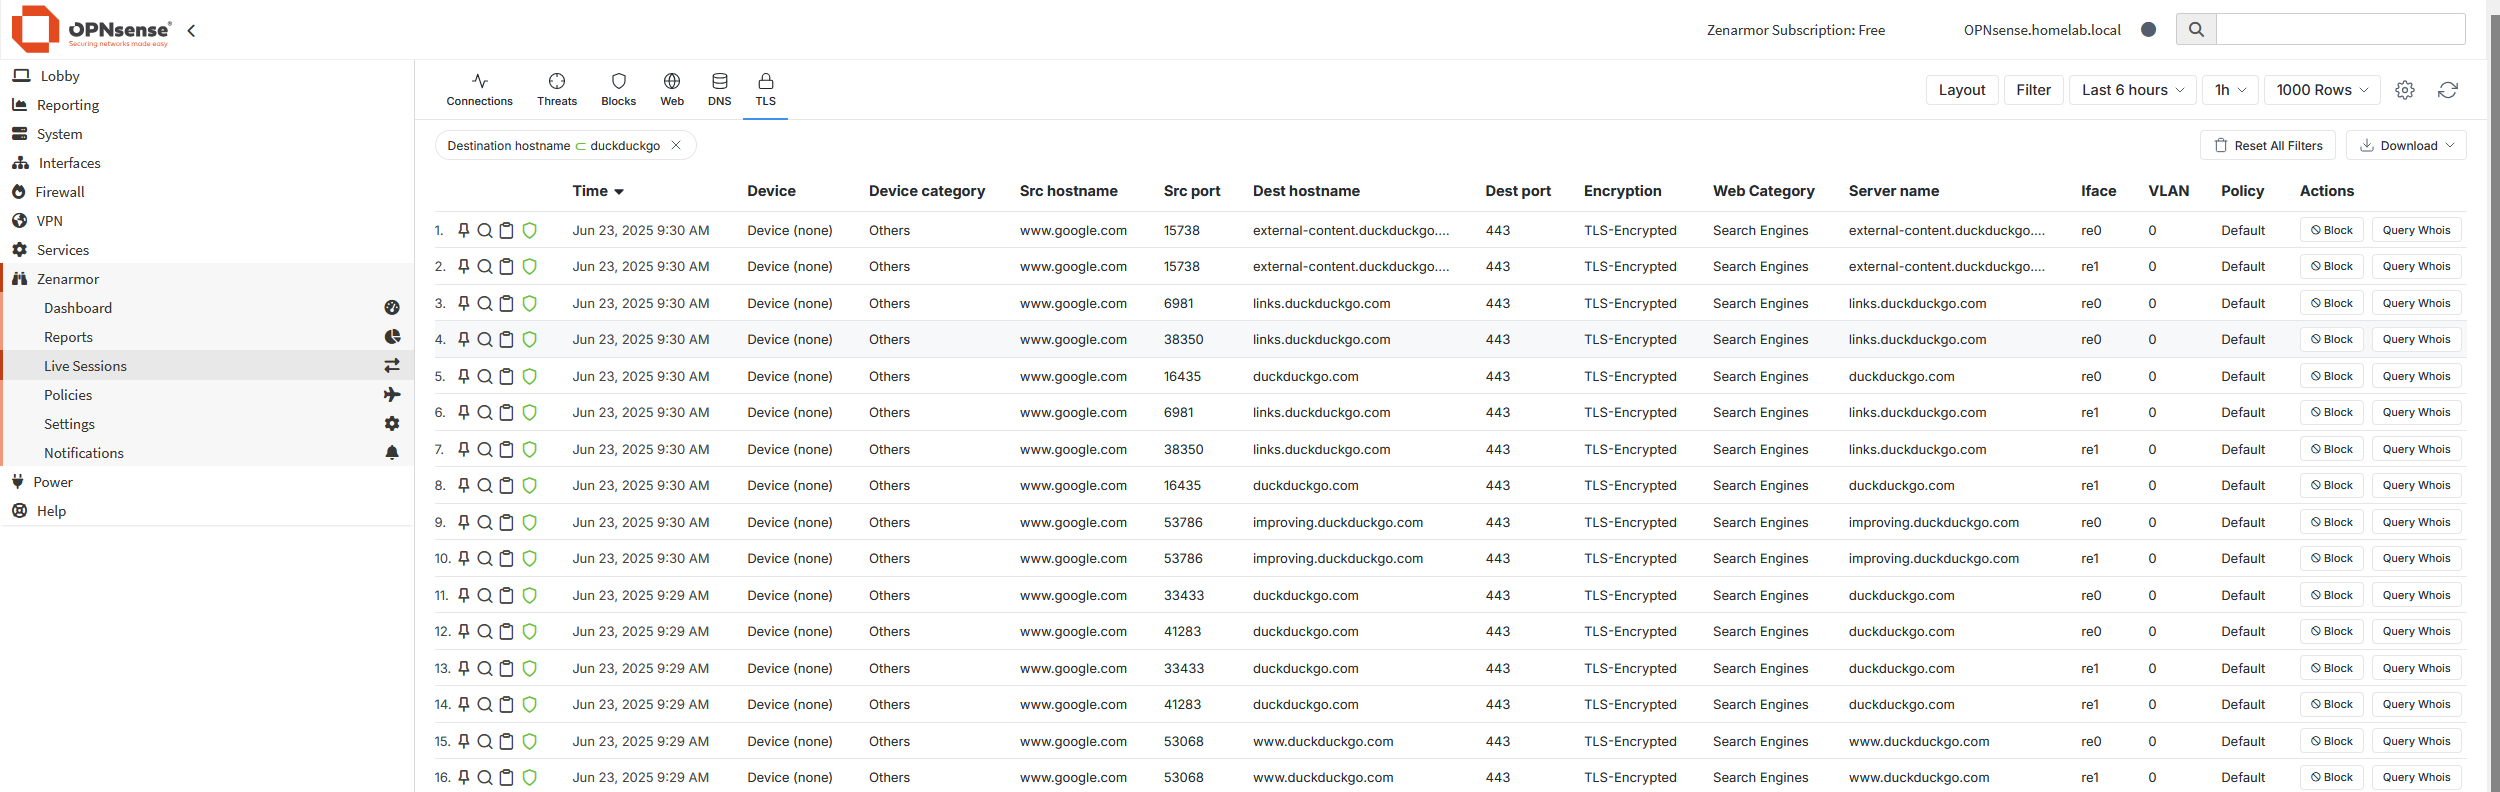 OPNsense®
Securing networks made easy
Zenarmor Subscription: Free
OPNsense.homelab.local
Lobby
Reporting
System
Interfaces
Firewall
VPN
Services
Zenarmor
Dashboard
Reports
Live Sessions
Policies
Settings
Notifications
Power
Help
Connections Threats Blocks Web DNS TLS
Layout Filter Last 6 hours 1h 1000 Rows
Destination hostname ⊂ duckduckgo
Reset All Filters Download
Time Device Device category Src hostname Src port Dest hostname Dest port Encryption Web Category Server name Iface VLAN Policy Actions
1. Jun 23, 2025 9:30 AM Device (none) Others www.google.com 15738 external-content.duckduckgo.... 443 TLS-Encrypted Search Engines external-content.duckduckgo.... re0 0 Default Block Query Whois
2. Jun 23, 2025 9:30 AM Device (none) Others www.google.com 15738 external-content.duckduckgo.... 443 TLS-Encrypted Search Engines external-content.duckduckgo.... re1 0 Default Block Query Whois
3. Jun 23, 2025 9:30 AM Device (none) Others www.google.com 6981 links.duckduckgo.com 443 TLS-Encrypted Search Engines links.duckduckgo.com re0 0 Default Block Query Whois
4. Jun 23, 2025 9:30 AM Device (none) Others www.google.com 38350 links.duckduckgo.com 443 TLS-Encrypted Search Engines links.duckduckgo.com re0 0 Default Block Query Whois
5. Jun 23, 2025 9:30 AM Device (none) Others www.google.com 16435 duckduckgo.com 443 TLS-Encrypted Search Engines duckduckgo.com re0 0 Default Block Query Whois
6. Jun 23, 2025 9:30 AM Device (none) Others www.google.com 6981 links.duckduckgo.com 443 TLS-Encrypted Search Engines links.duckduckgo.com re1 0 Default Block Query Whois
7. Jun 23, 2025 9:30 AM Device (none) Others www.google.com 38350 links.duckduckgo.com 443 TLS-Encrypted Search Engines links.duckduckgo.com re1 0 Default Block Query Whois
8. Jun 23, 2025 9:30 AM Device (none) Others www.google.com 16435 duckduckgo.com 443 TLS-Encrypted Search Engines duckduckgo.com re1 0 Default Block Query Whois
9. Jun 23, 2025 9:30 AM Device (none) Others www.google.com 53786 improving.duckduckgo.com 443 TLS-Encrypted Search Engines improving.duckduckgo.com re0 0 Default Block Query Whois
10. Jun 23, 2025 9:30 AM Device (none) Others www.google.com 53786 improving.duckduckgo.com 443 TLS-Encrypted Search Engines improving.duckduckgo.com re1 0 Default Block Query Whois
11. Jun 23, 2025 9:29 AM Device (none) Others www.google.com 33433 duckduckgo.com 443 TLS-Encrypted Search Engines duckduckgo.com re0 0 Default Block Query Whois
12. Jun 23, 2025 9:29 AM Device (none) Others www.google.com 41283 duckduckgo.com 443 TLS-Encrypted Search Engines duckduckgo.com re0 0 Default Block Query Whois
13. Jun 23, 2025 9:29 AM Device (none) Others www.google.com 33433 duckduckgo.com 443 TLS-Encrypted Search Engines duckduckgo.com re1 0 Default Block Query Whois
14. Jun 23, 2025 9:29 AM Device (none) Others www.google.com 41283 duckduckgo.com 443 TLS-Encrypted Search Engines duckduckgo.com re1 0 Default Block Query Whois
15. Jun 23, 2025 9:29 AM Device (none) Others www.google.com 53068 www.duckduckgo.com 443 TLS-Encrypted Search Engines www.duckduckgo.com re0 0 Default Block Query Whois
16. Jun 23, 2025 9:29 AM Device (none) Others www.google.com 53068 www.duckduckgo.com 443 TLS-Encrypted Search Engines www.duckduckgo.com re1 0 Default Block Query Whois